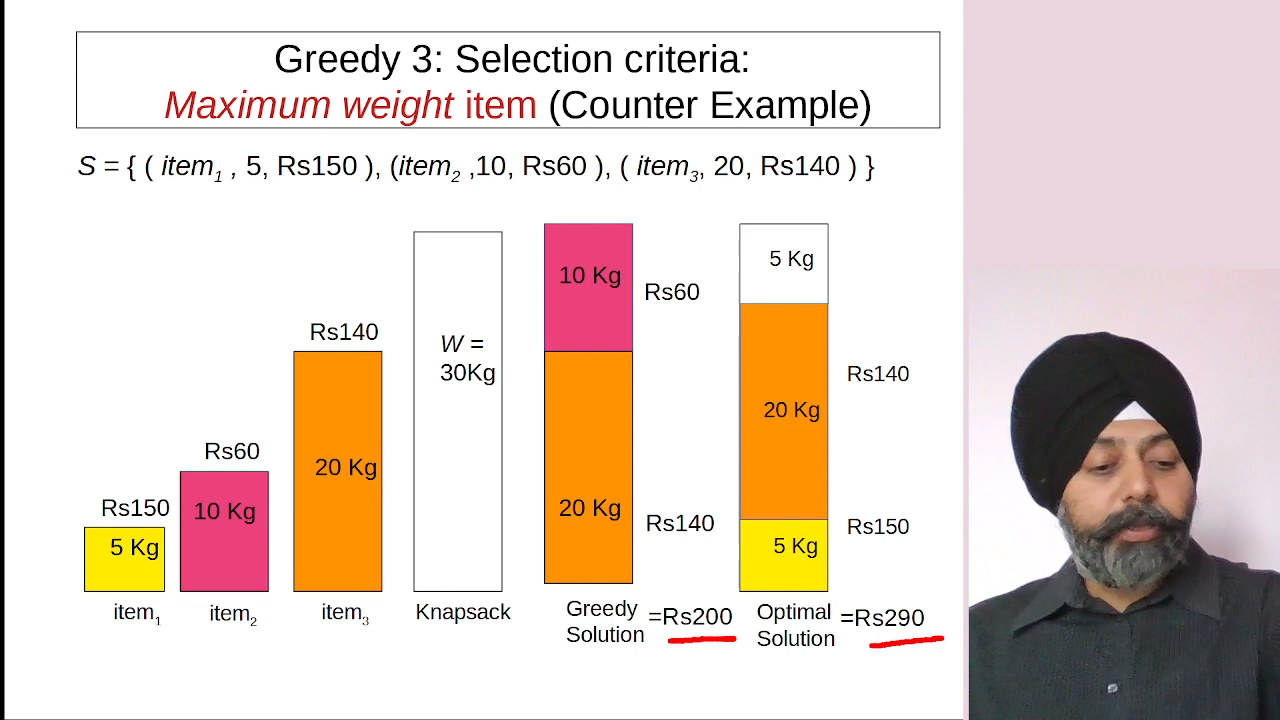 Greedy 3: Selection criteria:
Maximum weight item (Counter Example)
S = { ( item₁ , 5, Rs150 ), (item₂ ,10, Rs60 ), ( item₃, 20, Rs140 ) }
Rs150
5 Kg
item₁
Rs60
10 Kg
item₂
Rs140
20 Kg
item₃
W =
30Kg
Knapsack
10 Kg
Rs60
20 Kg
Rs140
Greedy
Solution
=Rs200
5 Kg
20 Kg
Rs140
5 Kg
Rs150
Optimal
Solution
=Rs290